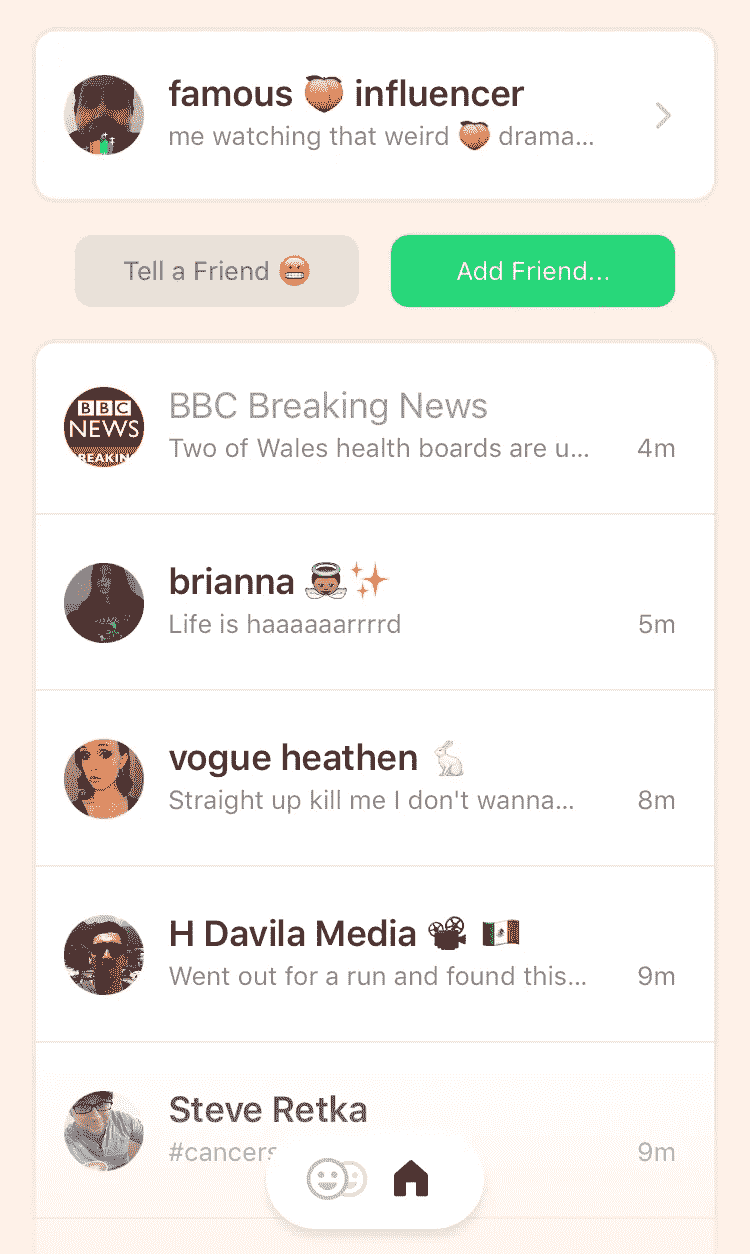 famous 🍑 influencer
me watching that weird 🍑 drama...
Tell a Friend 😬
Add Friend...
BBC
NEWS
BREAKING
BBC Breaking News
Two of Wales health boards are u...
4m
brianna 👼🏾✨
Life is haaaaaarrrrd
5m
vogue heathen 🐇
Straight up kill me I don't wanna...
8m
H Davila Media 🎥 🇲🇽
Went out for a run and found this...
9m
Steve Retka
#cancers
9m